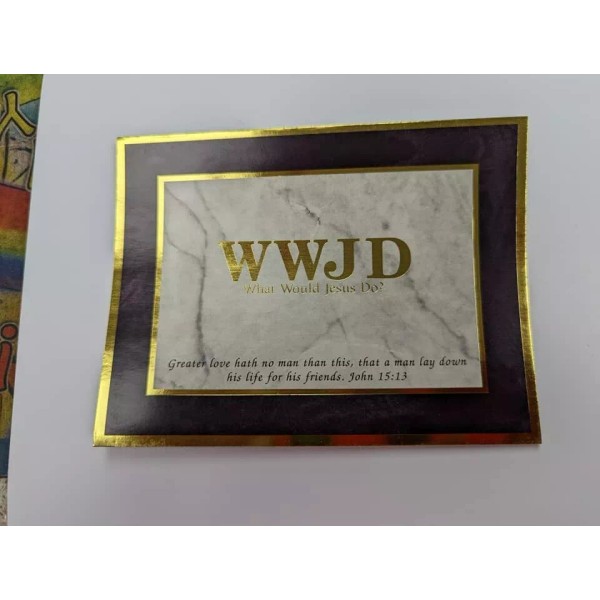 WWJD
What Would Jesus Do?
Greater love hath no man than this, that a man lay down
his life for his friends. John 15:13